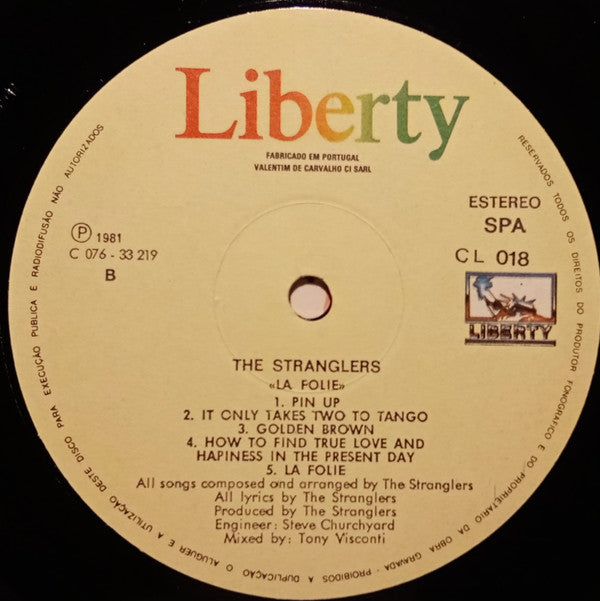 Liberty
FABRICADO EM PORTUGAL
VALENTIM DE CARVALHO CI SARL
ESTEREO
SPA
CL 018
LIBERTY
Ⓟ 1981
C 076 - 33 219
B
THE STRANGLERS
«LA FOLIE»
1. PIN UP
2. IT ONLY TAKES TWO TO TANGO
3. GOLDEN BROWN
4. HOW TO FIND TRUE LOVE AND
HAPINESS IN THE PRESENT DAY
5. LA FOLIE
All songs composed and arranged by The Stranglers
All lyrics by The Stranglers
Produced by The Stranglers
Engineer: Steve Churchyard
Mixed by: Tony Visconti
RESERVADOS TODOS OS DIREITOS DO PRODUTOR FONOGRAFICO E DO PROPRIETARIO DA OBRA GRAVADA - PROIBIDOS A DUPLICAÇÃO O ALUGUER E A UTILIZAÇÃO DESTE DISCO PARA EXECUÇÃO PUBLICA E RADIODIFUSÃO NÃO AUTORIZADOS